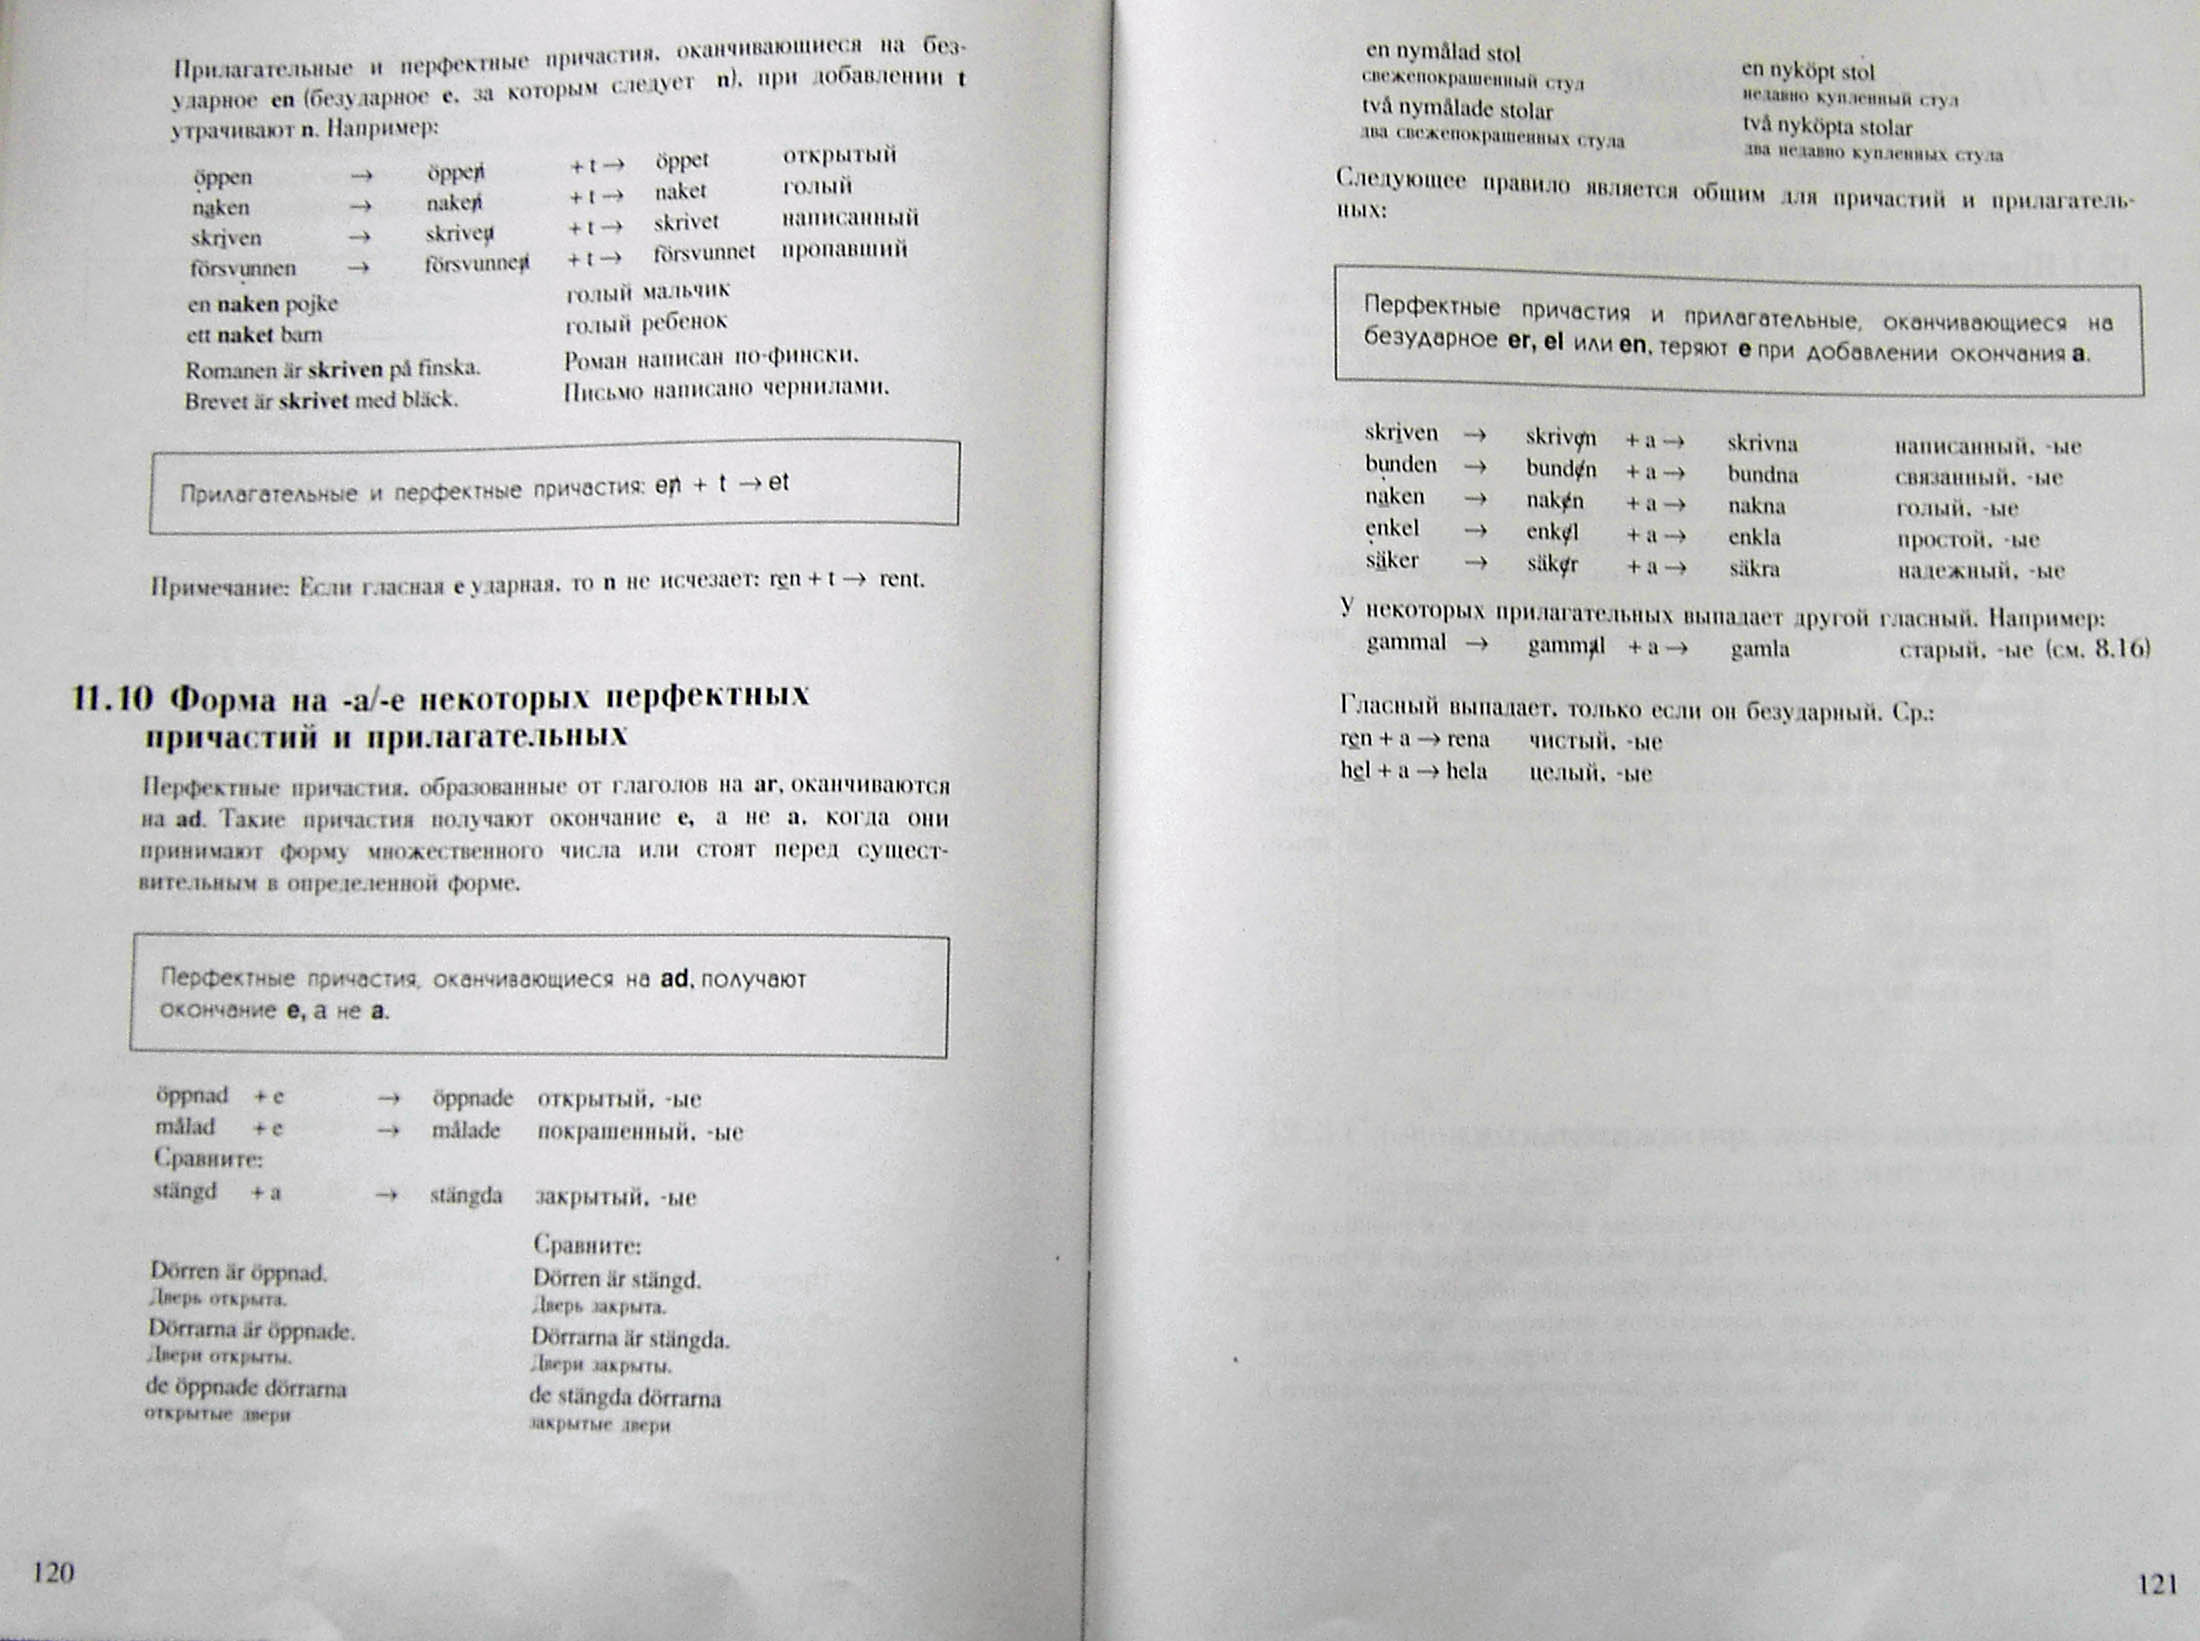 Прилагательные и перфектные причастия, оканчивающиеся на без-
ударное en (безударное e, за которым следует n), при добавлении t
утрачивают n. Например:
öppen → öppen + t → öppet открытый
naken → naken + t → naket голый
skriven → skriven + t → skrivet написанный
försvunnen → försvunnen + t → försvunnet пропавший
en naken pojke голый мальчик
ett naket barn голый ребенок
Romanen är skriven på finska. Роман написан по-фински.
Brevet är skrivet med bläck. Письмо написано чернилами.
Прилагательные и перфектные причастия: en + t → et
Примечание: Если гласная e ударная, то n не исчезает: ren + t → rent.
11.10 Форма на -a/-e некоторых перфектных
причастий и прилагательных
Перфектные причастия, образованные от глаголов на ar, оканчиваются
на ad. Такие причастия получают окончание e, а не a, когда они
принимают форму множественного числа или стоят перед сущест-
вительным в определенной форме.
Перфектные причастия, оканчивающиеся на ad, получают
окончание e, а не a.
öppnad + e → öppnade открытый, -ые
målad + e → målade покрашенный, -ые
Сравните:
stängd + a → stängda закрытый, -ые
Сравните:
Dörren är öppnad. Dörren är stängd.
Дверь открыта. Дверь закрыта.
Dörrarna är öppnade. Dörrarna är stängda.
Двери открыты. Двери закрыты.
de öppnade dörrarna de stängda dörrarna
открытые двери закрытые двери
120
en nymålad stol en nyköpt stol
свежепокрашенный стул недавно купленный стул
två nymålade stolar två nyköpta stolar
два свежепокрашенных стула два недавно купленных стула
Следующее правило является общим для причастий и прилагатель-
ных:
Перфектные причастия и прилагательные, оканчивающиеся на
безударное er, el или en, теряют e при добавлении окончания a.
skriven → skriven + a → skrivna написанный, -ые
bunden → bunden + a → bundna связанный, -ые
naken → naken + a → nakna голый, -ые
enkel → enkel + a → enkla простой, -ые
säker → säker + a → säkra надежный, -ые
У некоторых прилагательных выпадает другой гласный. Например:
gammal → gammal + a → gamla старый, -ые (см. 8.16)
Гласный выпадает, только если он безударный. Ср.:
ren + a → rena чистый, -ые
hel + a → hela целый, -ые
121